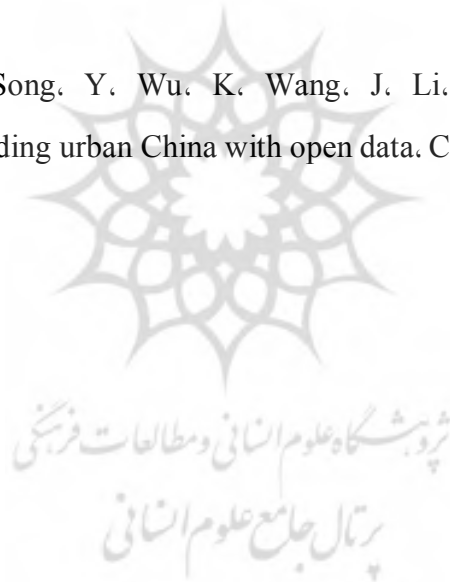 Song، Y، Wu، K، Wang، J، Li،
ding urban China with open data، C
پژوهشگاه علوم انسانی و مطالعات فرهنگی
پرتال جامع علوم انسانی